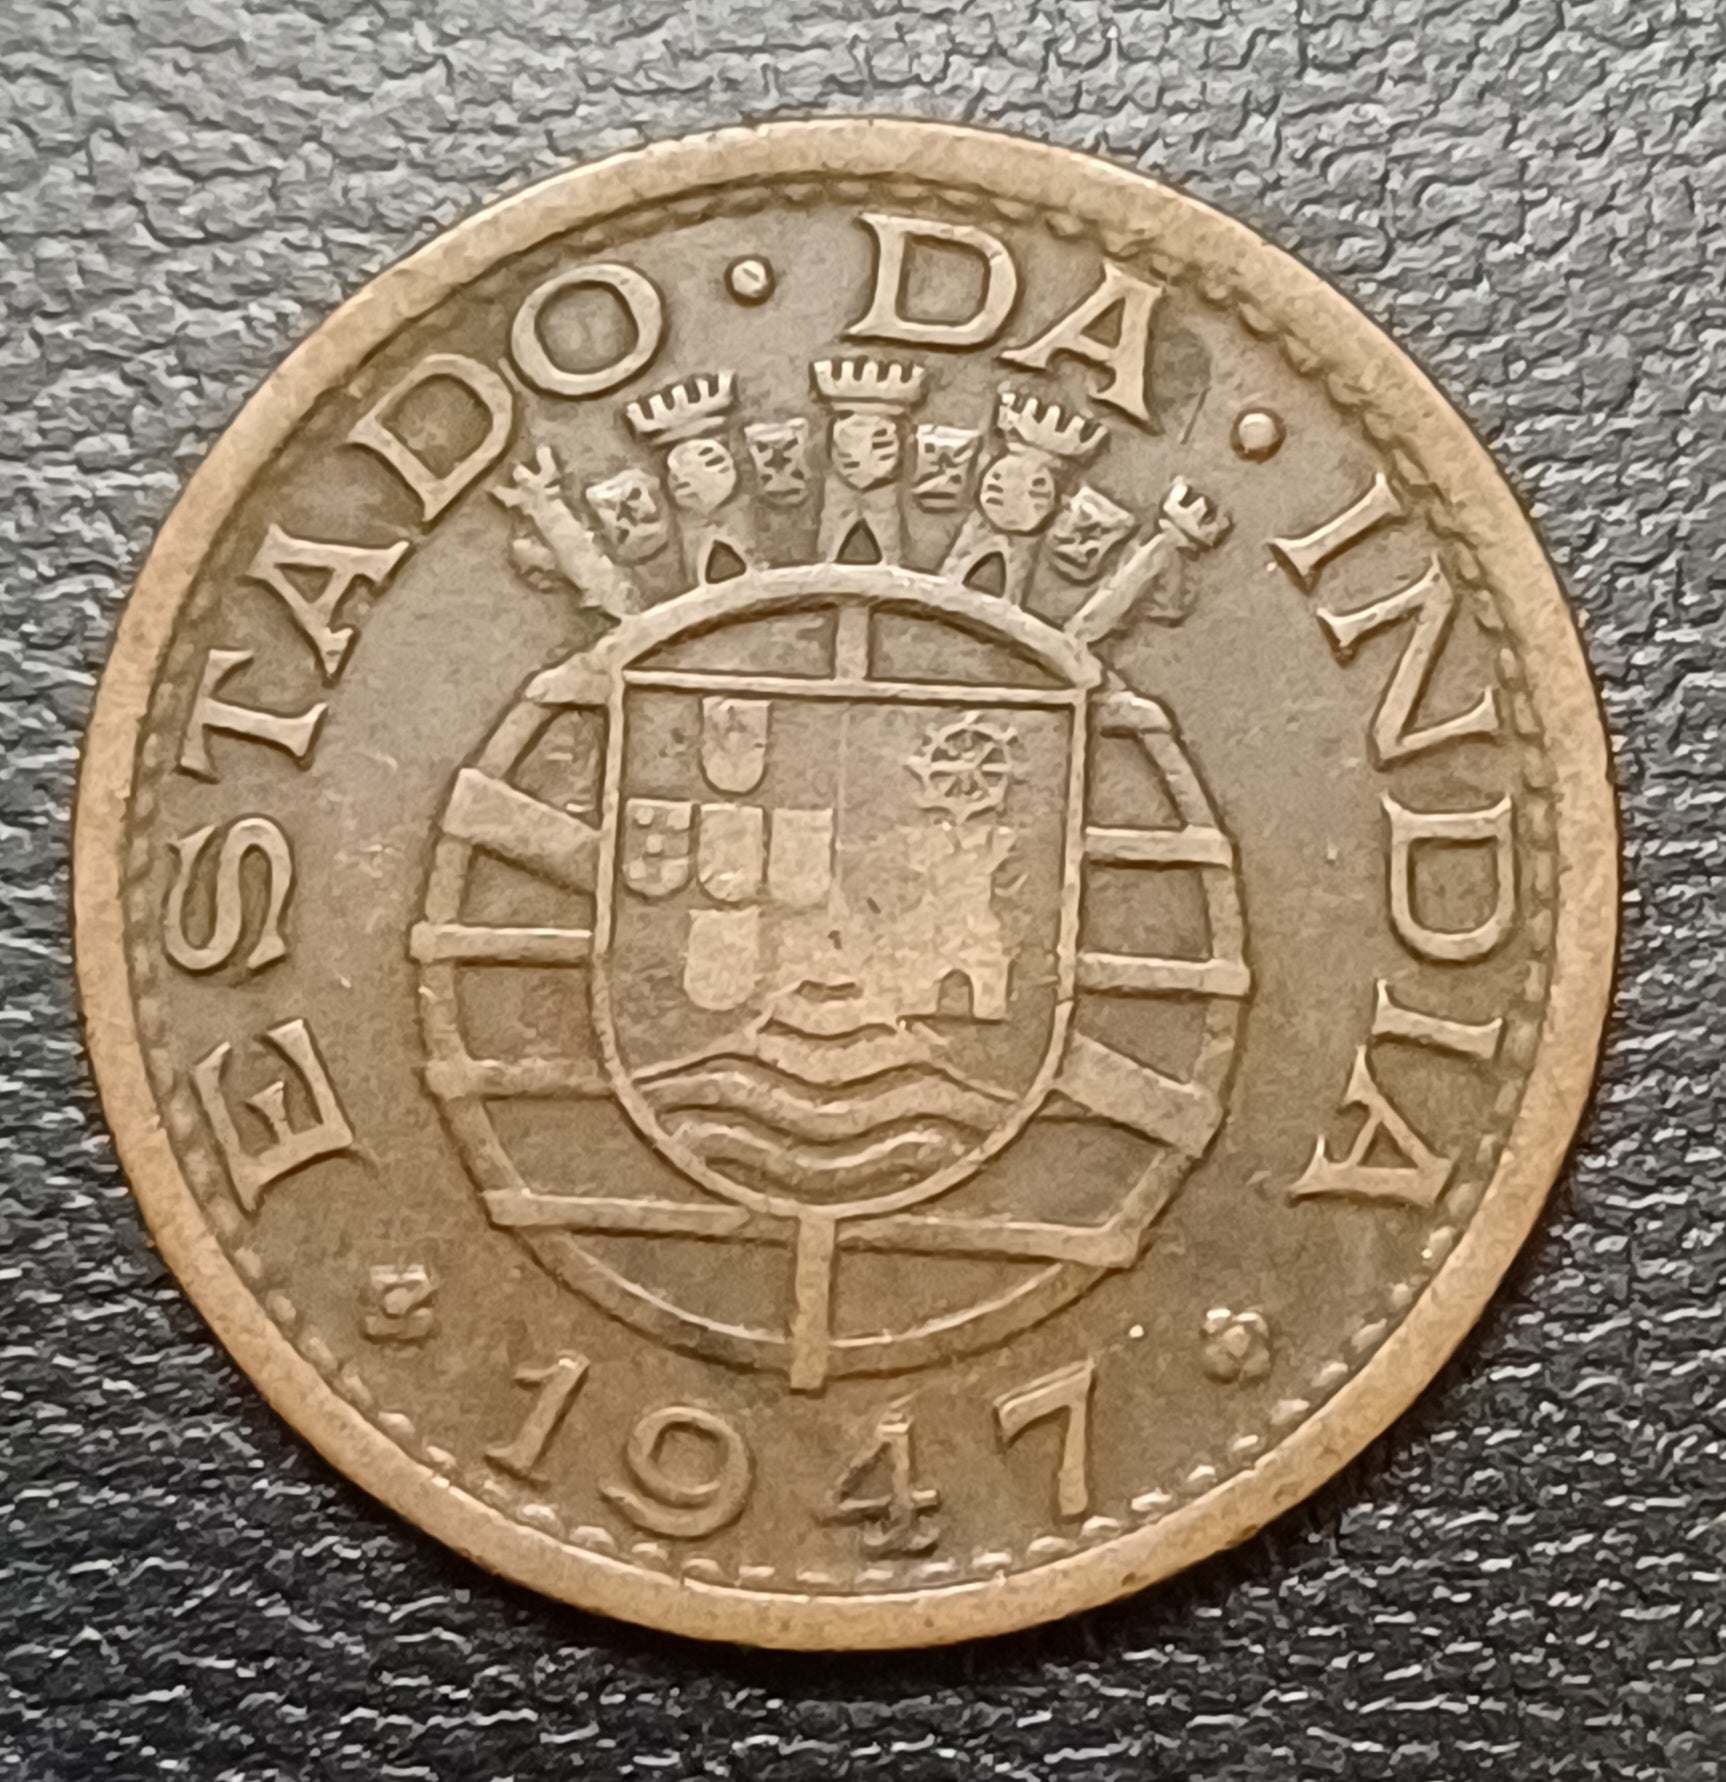 ESTADO · DA · INDIA
1947